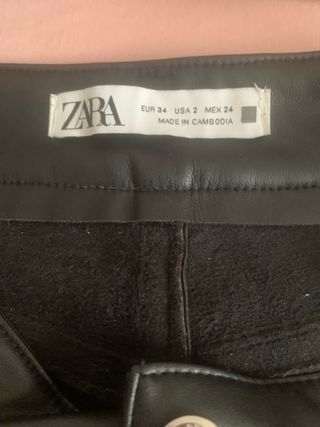 ZARA
EUR 34 USA 2 MEX 24
MADE IN CAMBODIA